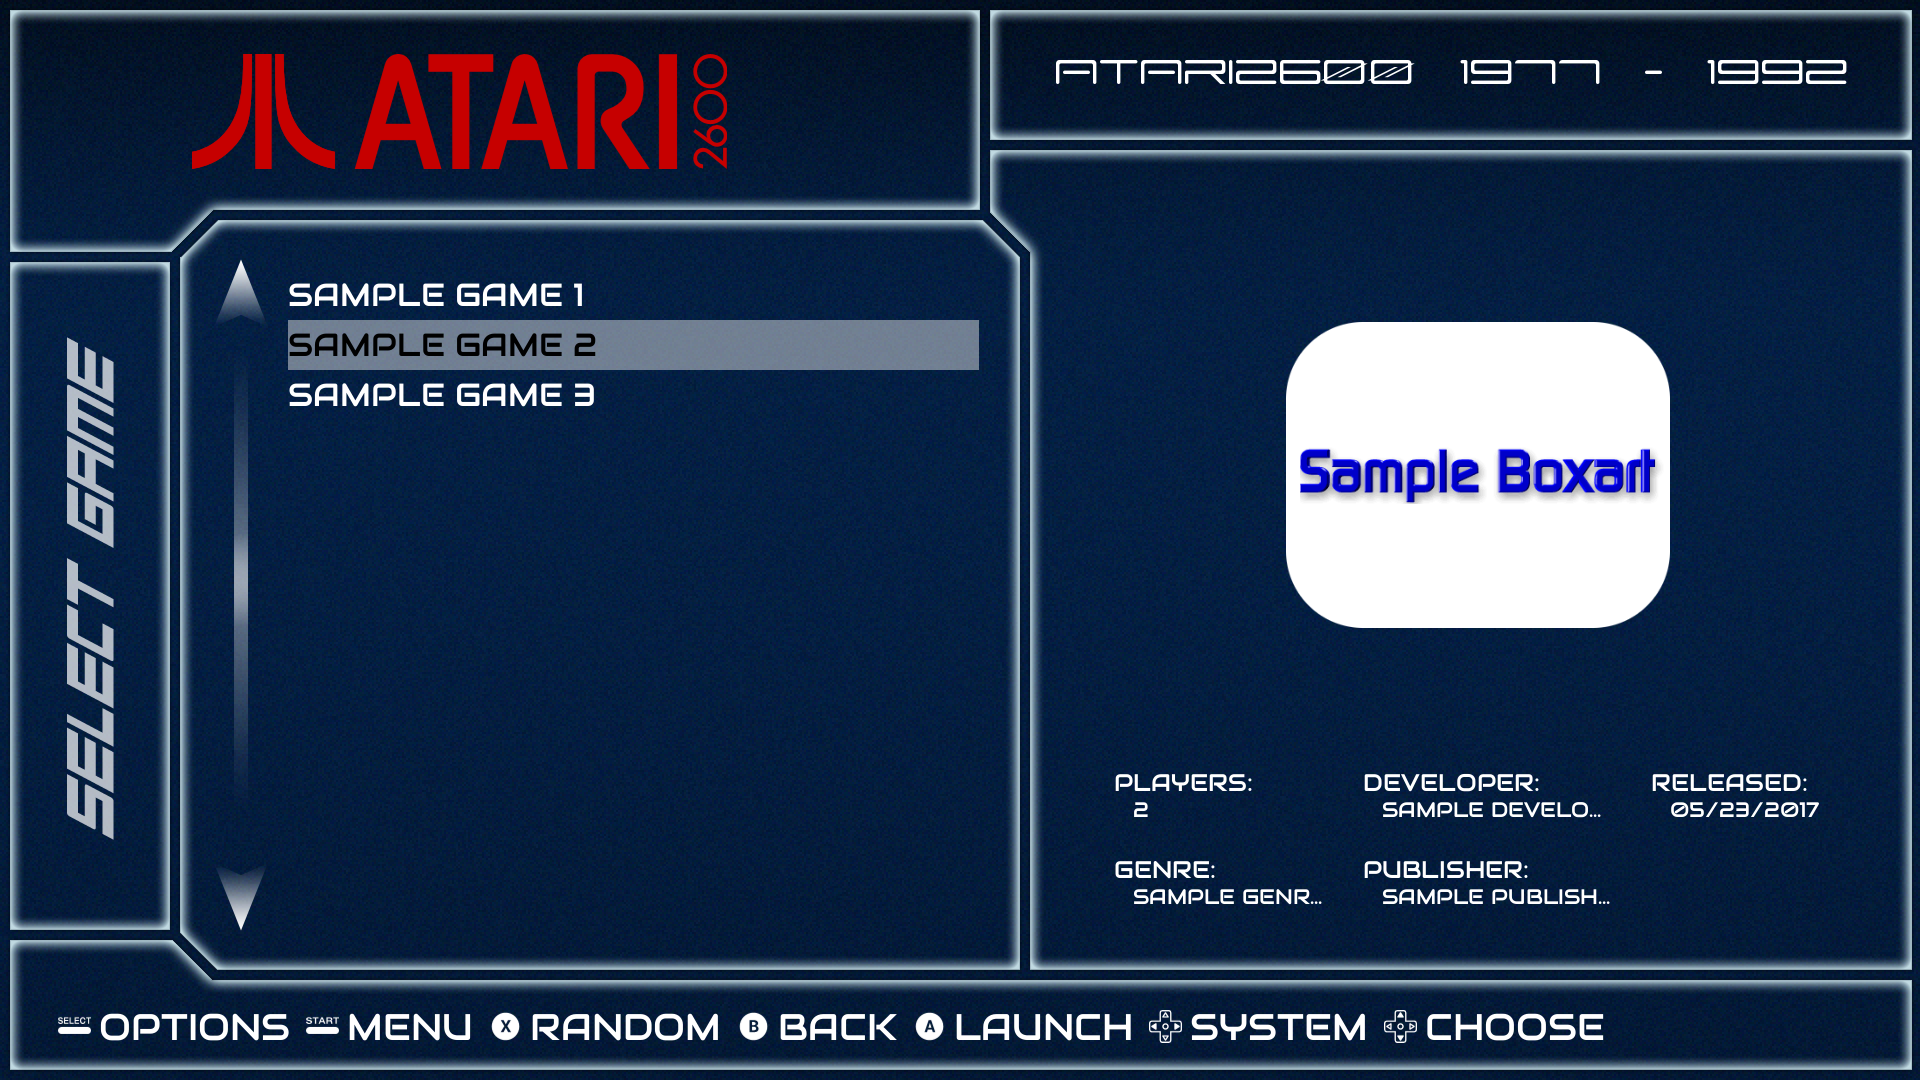 ATARI 2600
ATARI2600 1977 - 1992
SELECT GAME
SAMPLE GAME 1
SAMPLE GAME 2
SAMPLE GAME 3
Sample Boxart
PLAYERS: DEVELOPER: RELEASED:
2 SAMPLE DEVELO... 05/23/2017
GENRE: PUBLISHER:
SAMPLE GENR... SAMPLE PUBLISH...
SELECT OPTIONS START MENU X RANDOM B BACK A LAUNCH SYSTEM CHOOSE